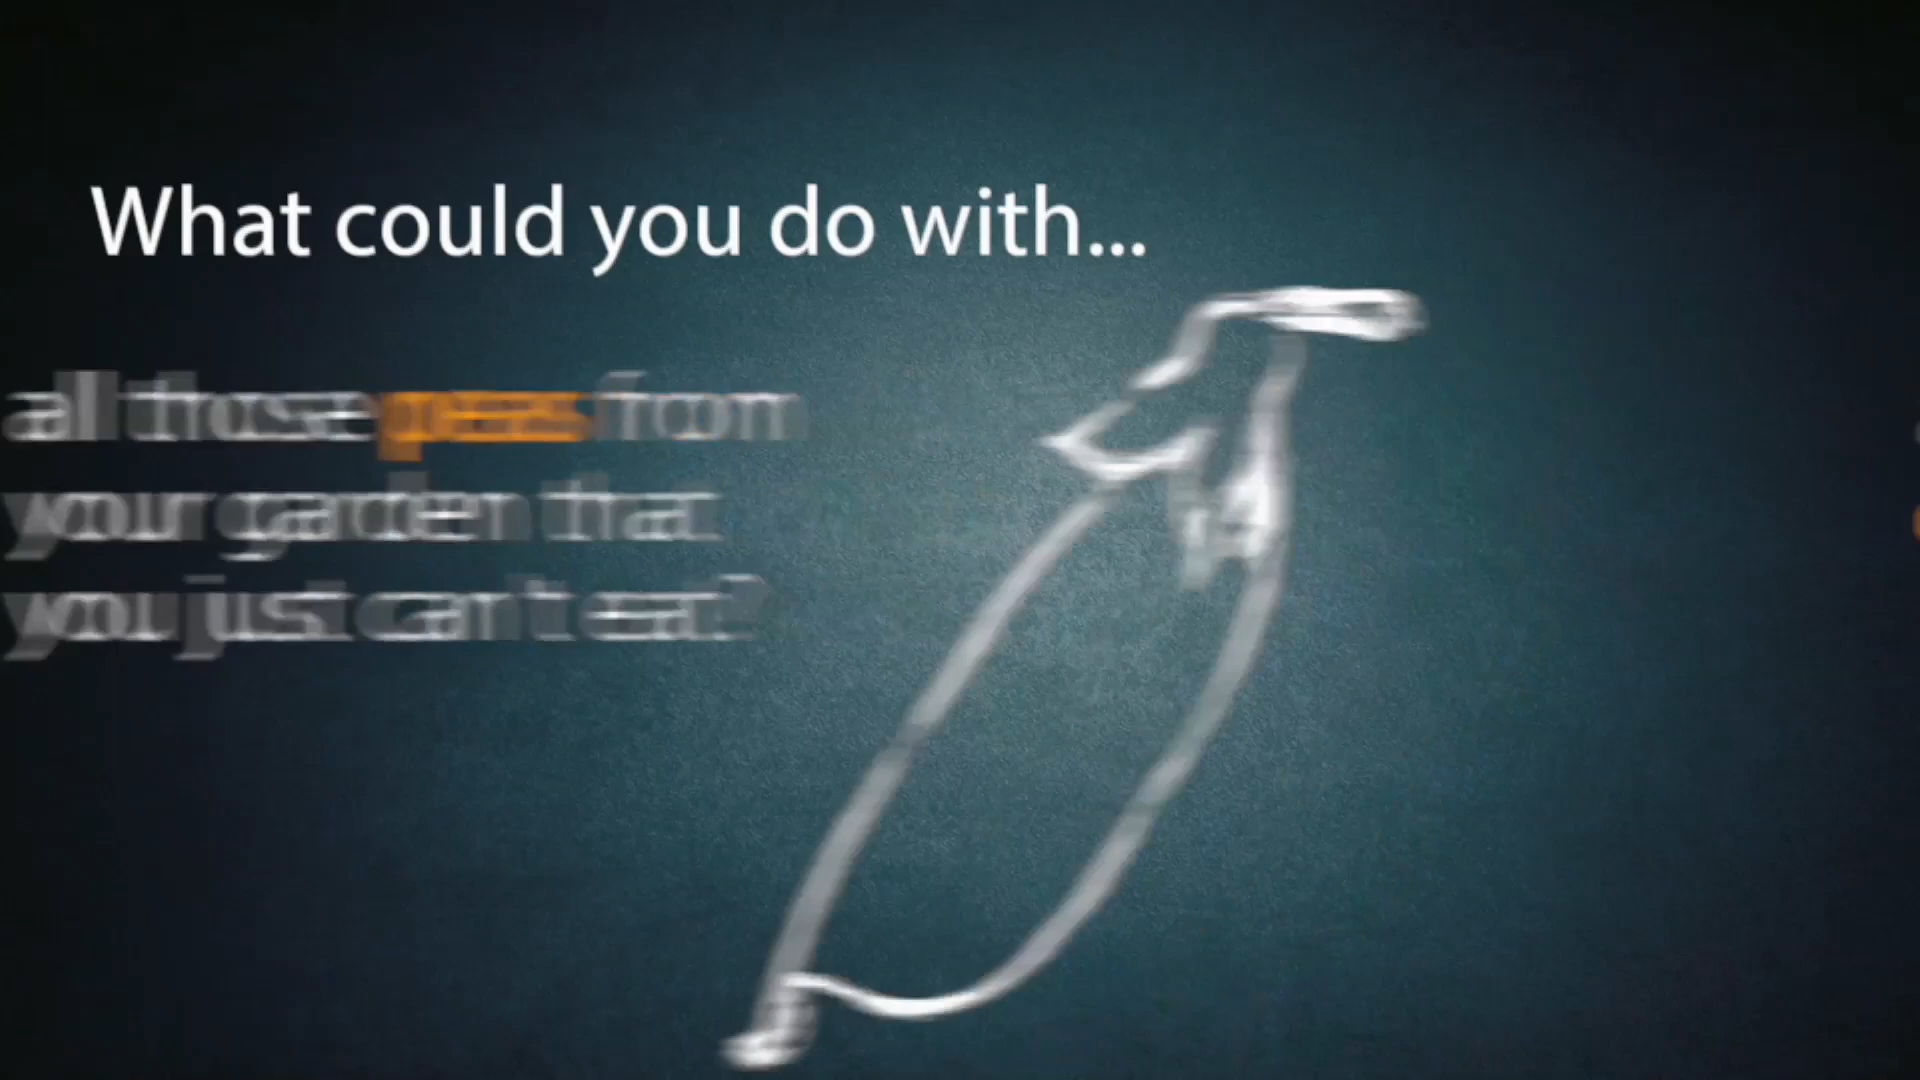 What could you do with...
all those peas from
your garden that
you just can't eat?